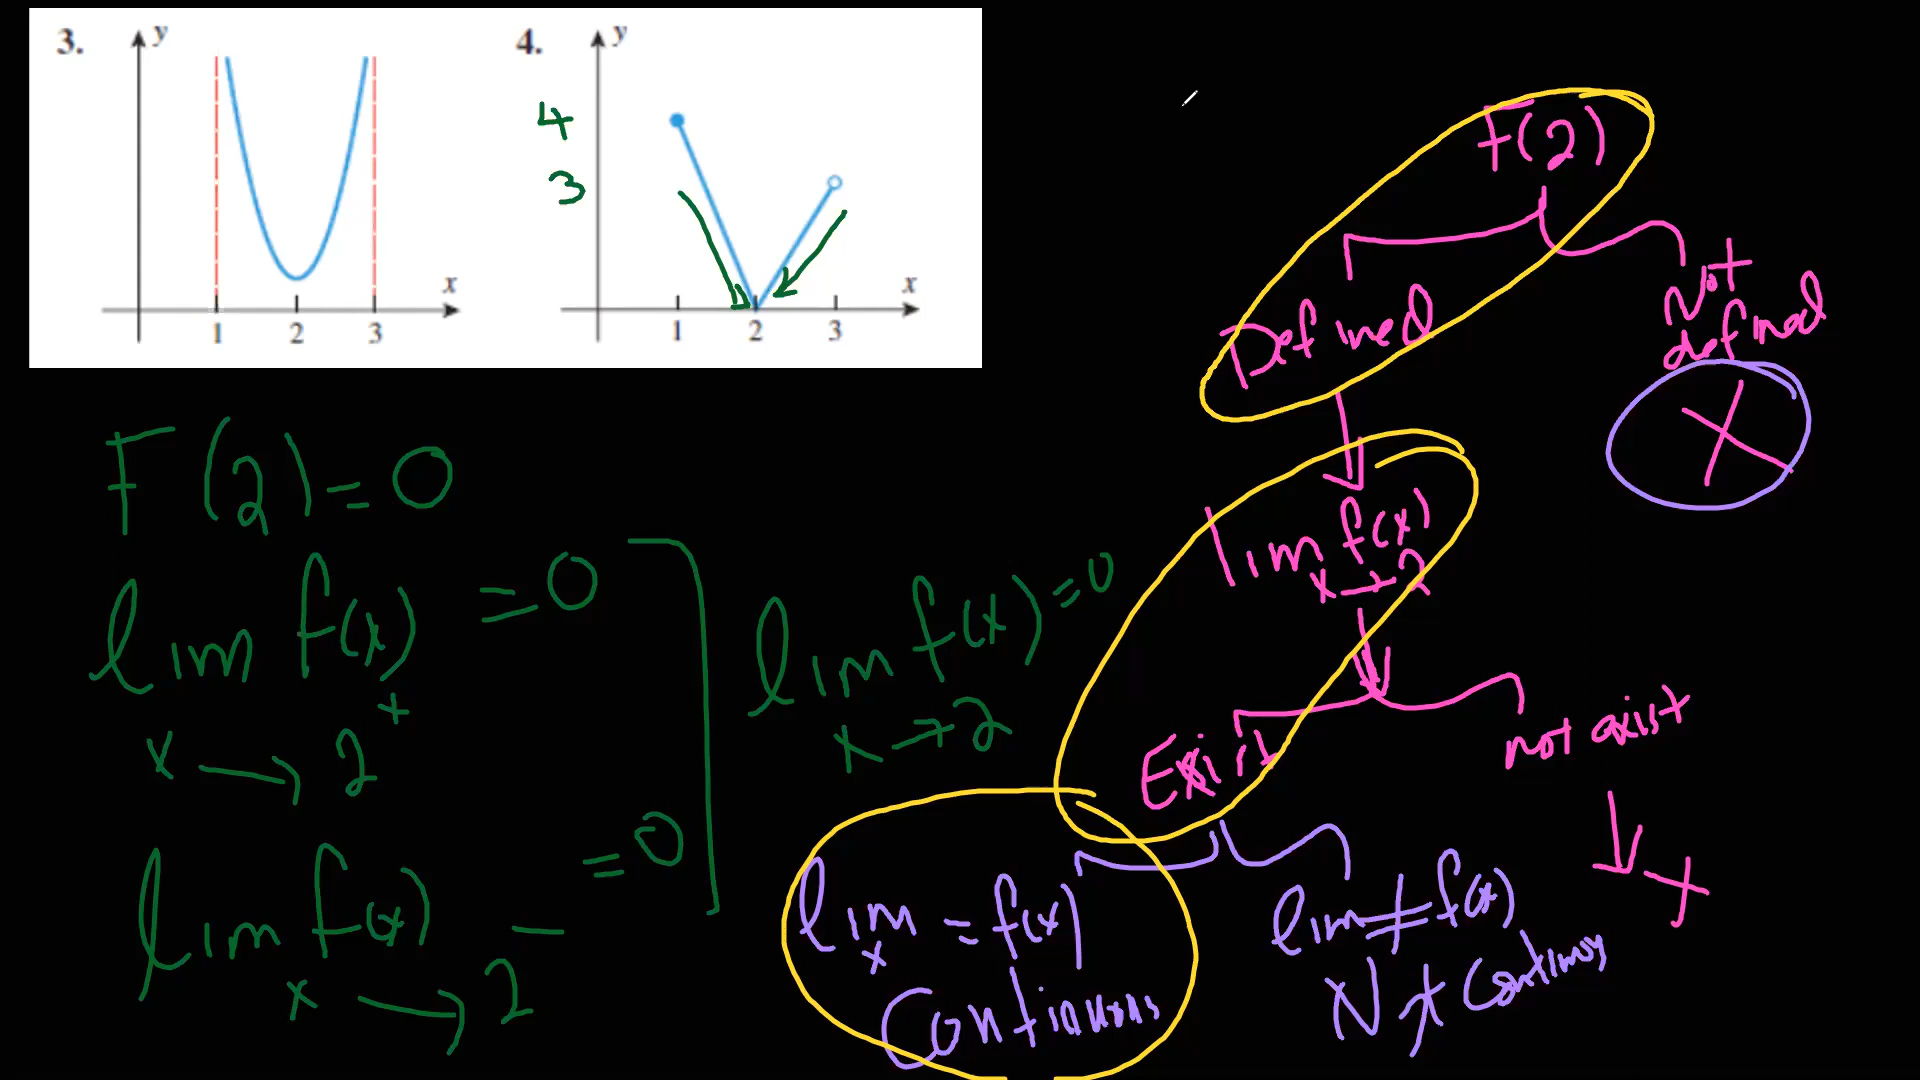 3.
y
x
1 2 3
4.
y
4
3
x
1 2 3
F(2)=0
lim f(x) =0
x→2+
lim f(x) =0
x→2−
lim f(x)=0
x→2
f(2)
Defined
Not
defined
X
lim f(x)
x→2
Exist
not exist
X
lim =f(x)
x
Continuous
lim≠f(x)
Not